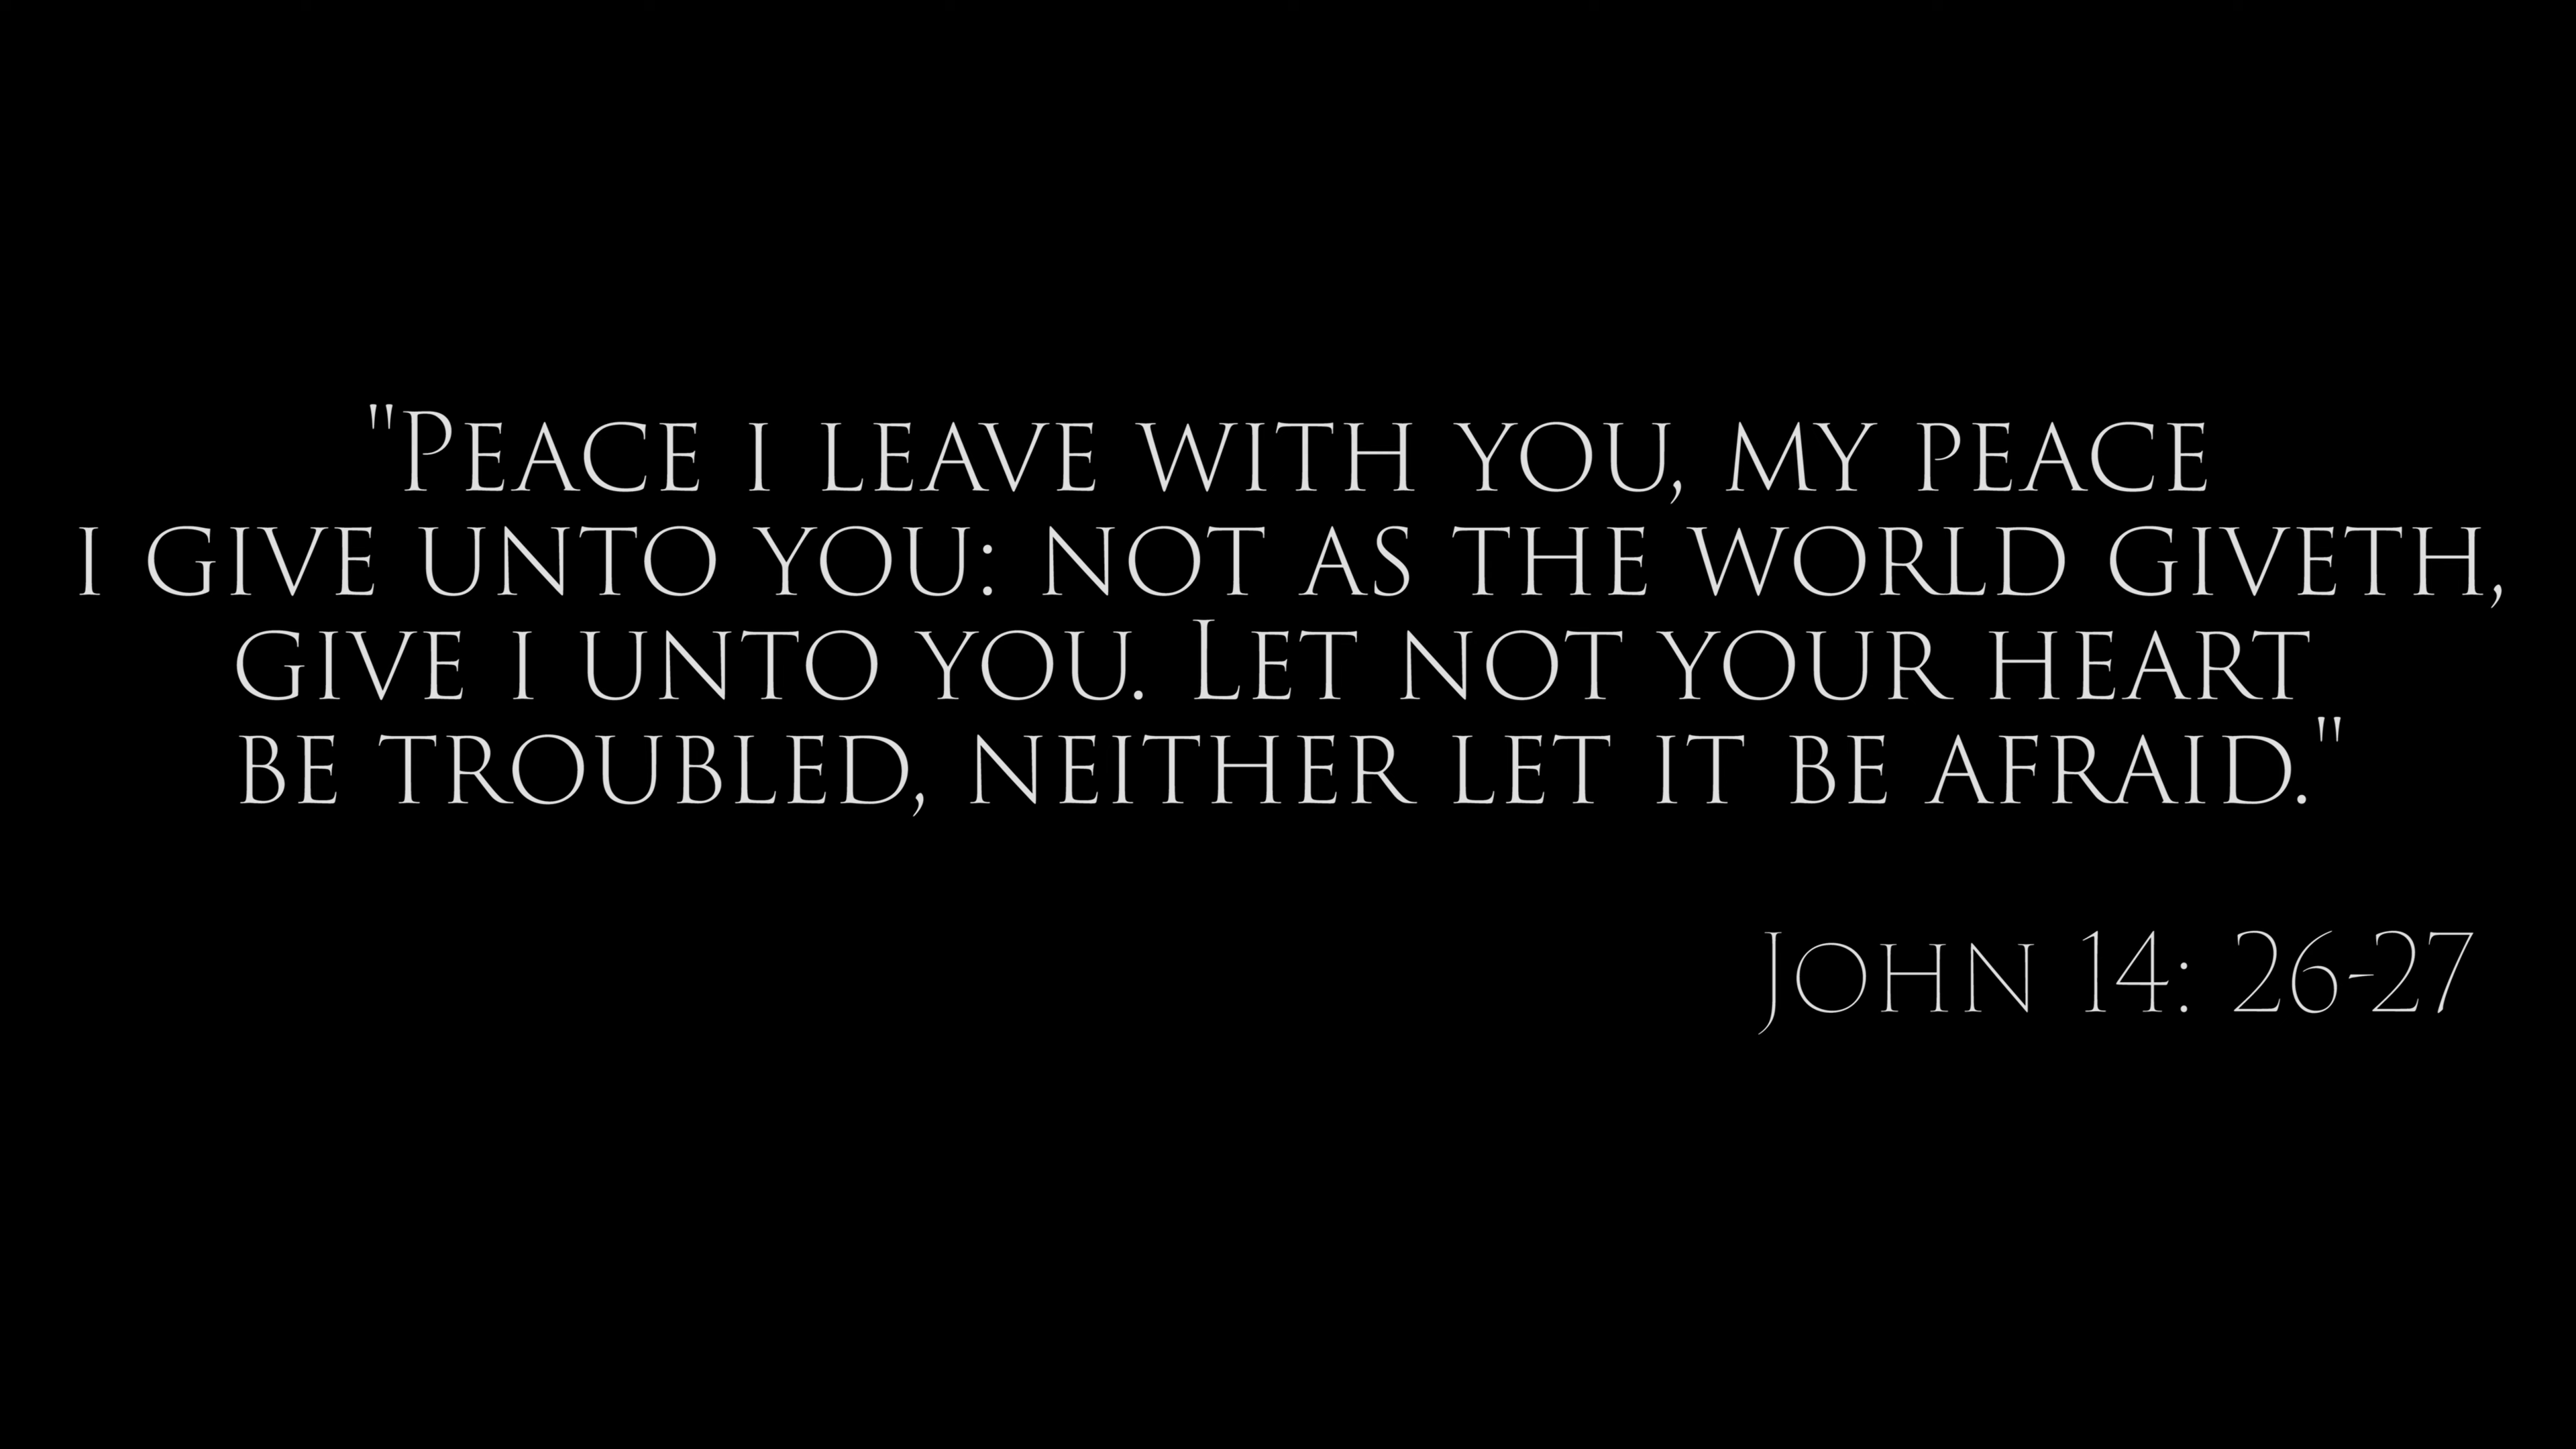 "Peace i leave with you, my peace
i give unto you: not as the world giveth,
give i unto you. Let not your heart
be troubled, neither let it be afraid."
John 14: 26-27